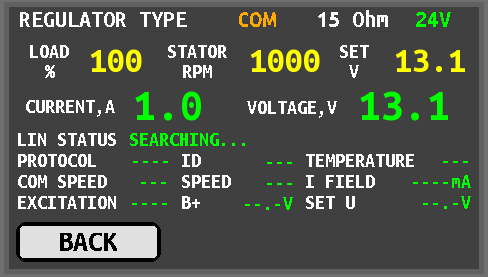 REGULATOR TYPE COM 15 Ohm 24V
LOAD % 100 STATOR RPM 1000 SET V 13.1
CURRENT,A 1.0 VOLTAGE,V 13.1
LIN STATUS SEARCHING...
PROTOCOL ---- ID --- TEMPERATURE ---
COM SPEED --- SPEED --- I FIELD ----mA
EXCITATION ---- B+ --.-V SET U --.-V
BACK